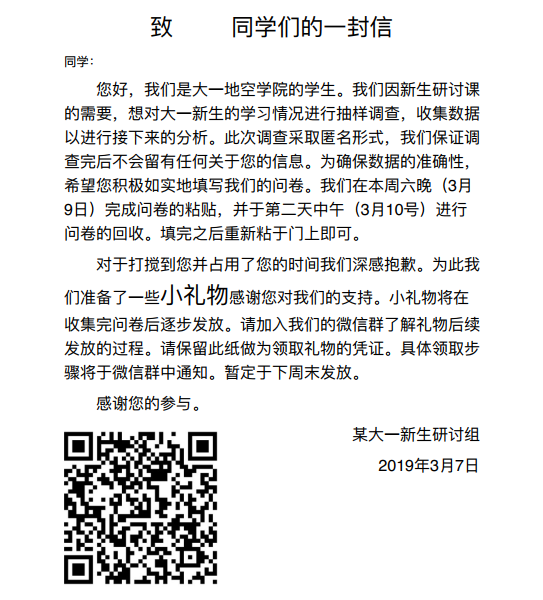 致 同学们的一封信
同学：
您好，我们是大一地空学院的学生。我们因新生研讨课
的需要，想对大一新生的学习情况进行抽样调查，收集数据
以进行接下来的分析。此次调查采取匿名形式，我们保证调
查完后不会留有任何关于您的信息。为确保数据的准确性，
希望您积极如实地填写我们的问卷。我们在本周六晚（3月
9日）完成问卷的粘贴，并于第二天中午（3月10号）进行
问卷的回收。填完之后重新粘于门上即可。
对于打搅到您并占用了您的时间我们深感抱歉。为此我
们准备了一些小礼物感谢您对我们的支持。小礼物将在
收集完问卷后逐步发放。请加入我们的微信群了解礼物后续
发放的过程。请保留此纸做为领取礼物的凭证。具体领取步
骤将于微信群中通知。暂定于下周末发放。
感谢您的参与。
某大一新生研讨组
2019年3月7日